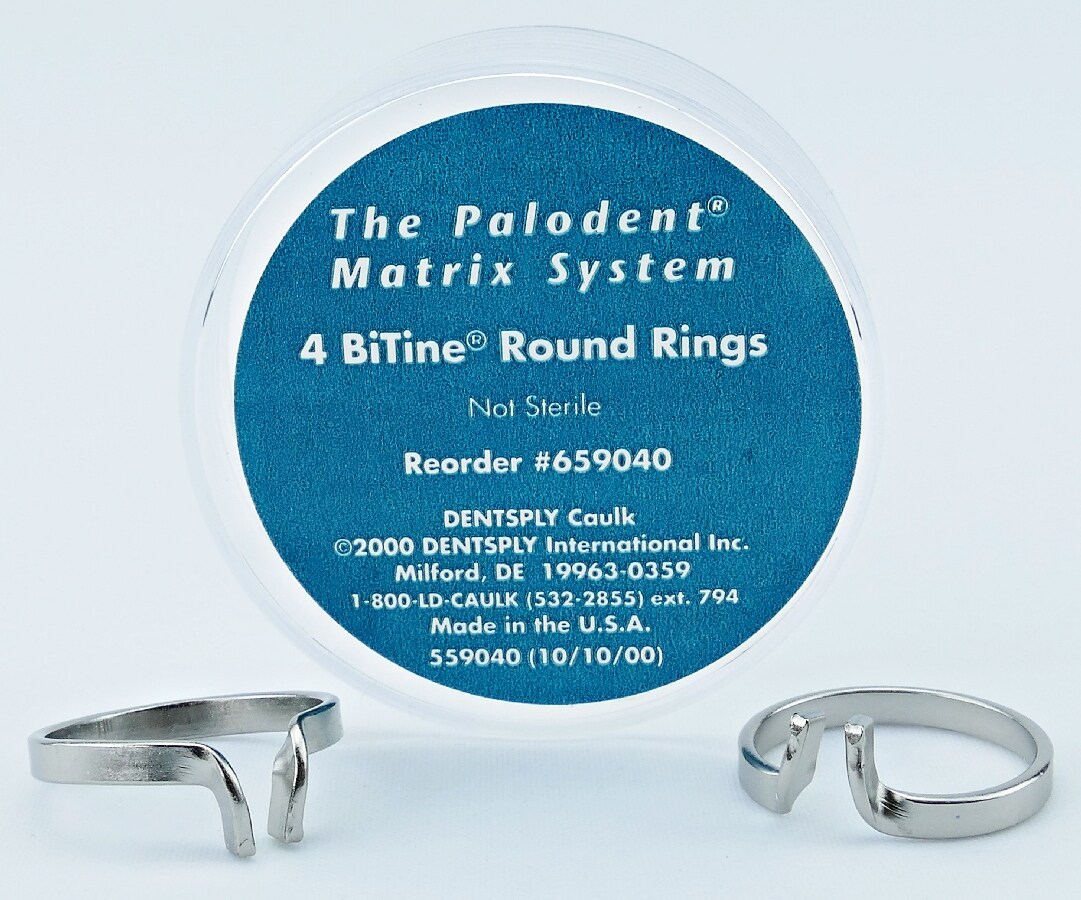 The Palodent®
Matrix System
4 BiTine® Round Rings
Not Sterile
Reorder #659040
DENTSPLY Caulk
©2000 DENTSPLY International Inc.
Milford, DE 19963-0359
1-800-LD-CAULK (532-2855) ext. 794
Made in the U.S.A.
559040 (10/10/00)